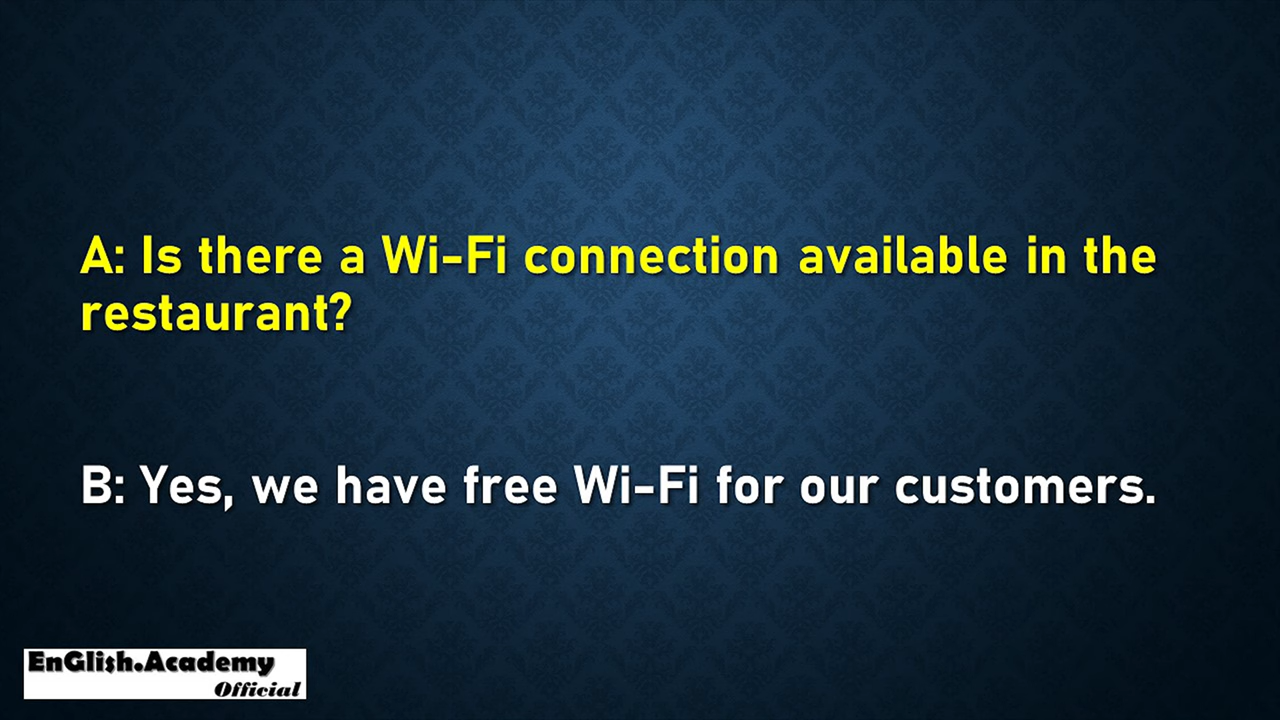 A: Is there a Wi-Fi connection available in the
restaurant?
B: Yes, we have free Wi-Fi for our customers.
EnGlish.Academy
Official